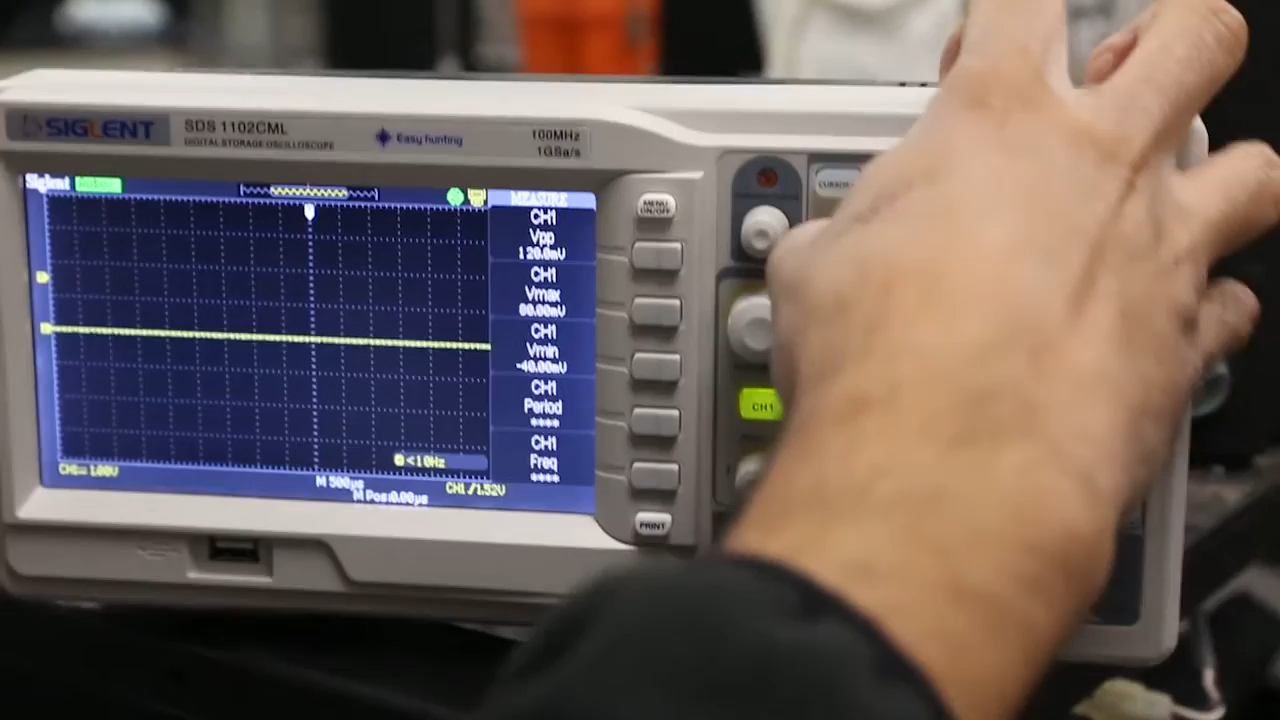 SIGLENT
SDS 1102CML
DIGITAL STORAGE OSCILLOSCOPE
Easy hunting
100MHz
1GSa/s
Siglent
MEASURE
CH1
Vpp
120.0mV
CH1
Vmax
80.00mV
CH1
Vmin
-40.00mV
CH1
Period
****
CH1
Freq
****
<10Hz
CH1 1.00V
M 500µs
M Pos:0.00µs
CH1 /1.52V
MENU
ON/OFF
PRINT
CURSOR
CH1